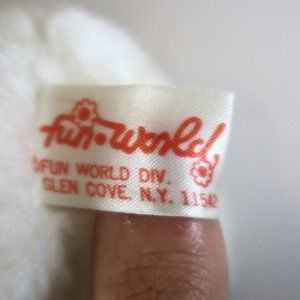 fun·world
©FUN WORLD DIV.
GLEN COVE. N.Y. 11542